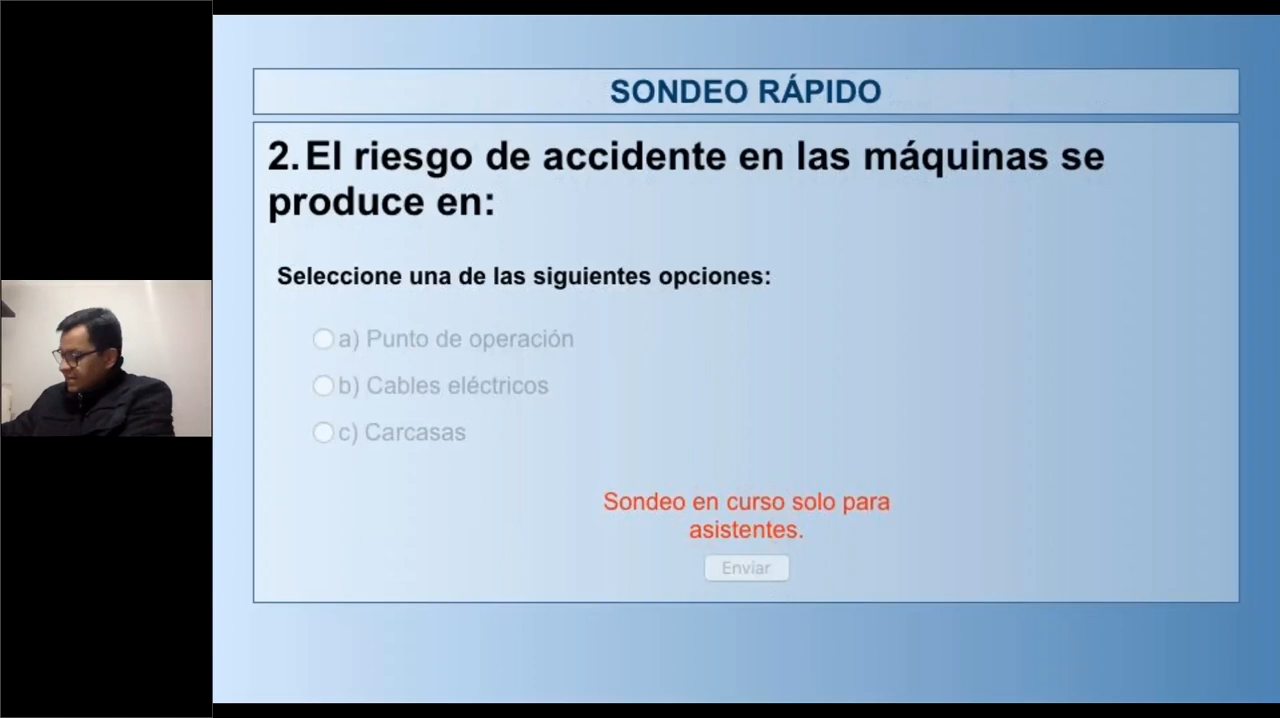 SONDEO RÁPIDO
2. El riesgo de accidente en las máquinas se
produce en:
Seleccione una de las siguientes opciones:
a) Punto de operación
b) Cables eléctricos
c) Carcasas
Sondeo en curso solo para
asistentes.
Enviar